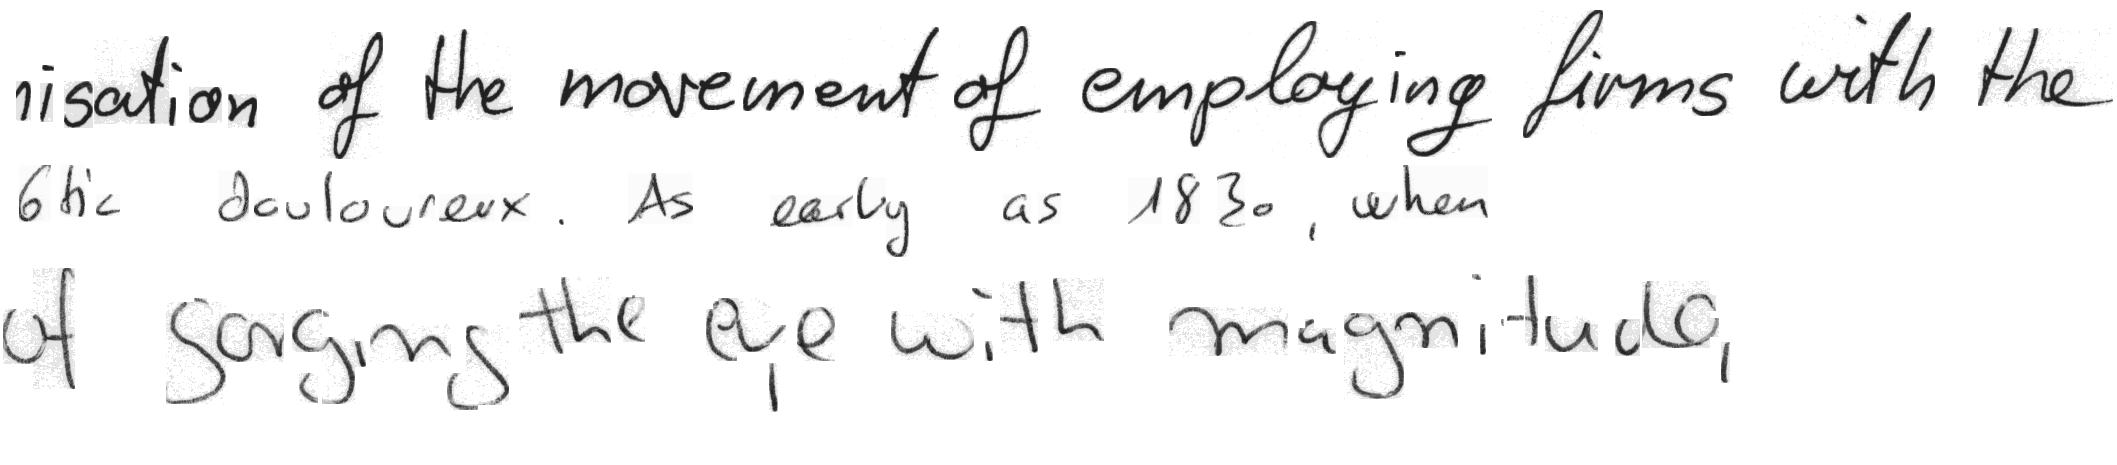 nisation of the movement of employing firms with the
6tic douloureux. As early as 1830, when
of gorging the eye with magnitude,